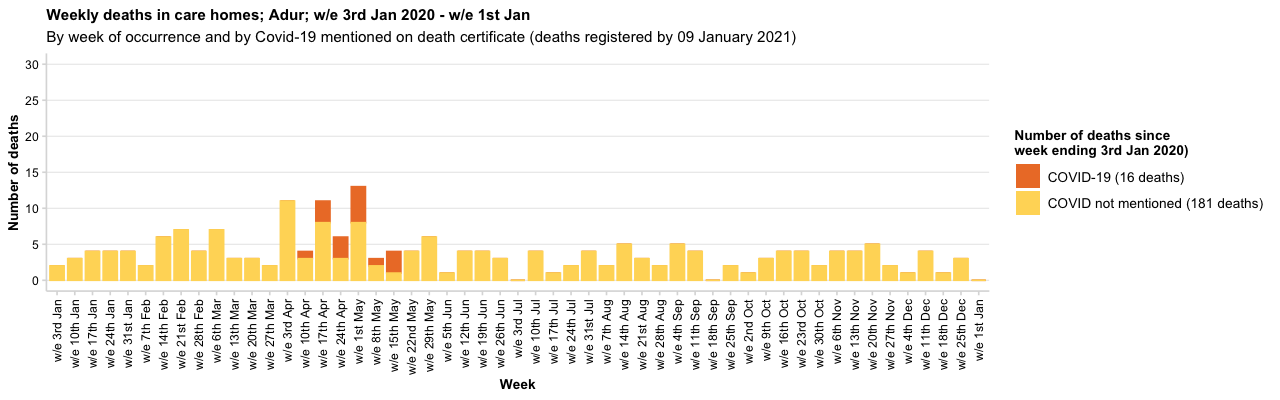 Weekly deaths in care homes; Adur; w/e 3rd Jan 2020 - w/e 1st Jan
By week of occurrence and by Covid-19 mentioned on death certificate (deaths registered by 09 January 2021)
Number of deaths
30
25
20
15
10
5
0
w/e 3rd Jan
w/e 10th Jan
w/e 17th Jan
w/e 24th Jan
w/e 31st Jan
w/e 7th Feb
w/e 14th Feb
w/e 21st Feb
w/e 28th Feb
w/e 6th Mar
w/e 13th Mar
w/e 20th Mar
w/e 27th Mar
w/e 3rd Apr
w/e 10th Apr
w/e 17th Apr
w/e 24th Apr
w/e 1st May
w/e 8th May
w/e 15th May
w/e 22nd May
w/e 29th May
w/e 5th Jun
w/e 12th Jun
w/e 19th Jun
w/e 26th Jun
w/e 3rd Jul
w/e 10th Jul
w/e 17th Jul
w/e 24th Jul
w/e 31st Jul
w/e 7th Aug
w/e 14th Aug
w/e 21st Aug
w/e 28th Aug
w/e 4th Sep
w/e 11th Sep
w/e 18th Sep
w/e 25th Sep
w/e 2nd Oct
w/e 9th Oct
w/e 16th Oct
w/e 23rd Oct
w/e 30th Oct
w/e 6th Nov
w/e 13th Nov
w/e 20th Nov
w/e 27th Nov
w/e 4th Dec
w/e 11th Dec
w/e 18th Dec
w/e 25th Dec
w/e 1st Jan
Week
Number of deaths since
week ending 3rd Jan 2020)
COVID-19 (16 deaths)
COVID not mentioned (181 deaths)